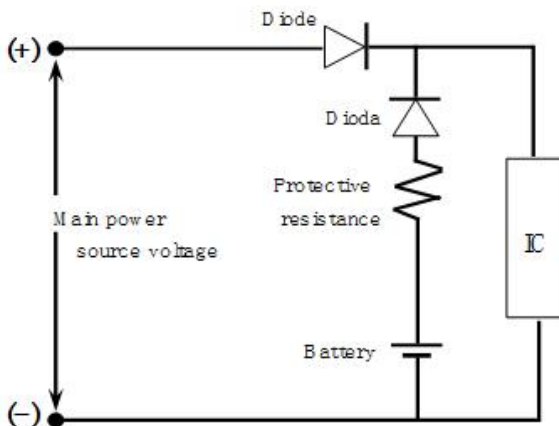 Diode
(+)
Dioda
Protective
resistance
Main power
source voltage
IC
Battery
(−)